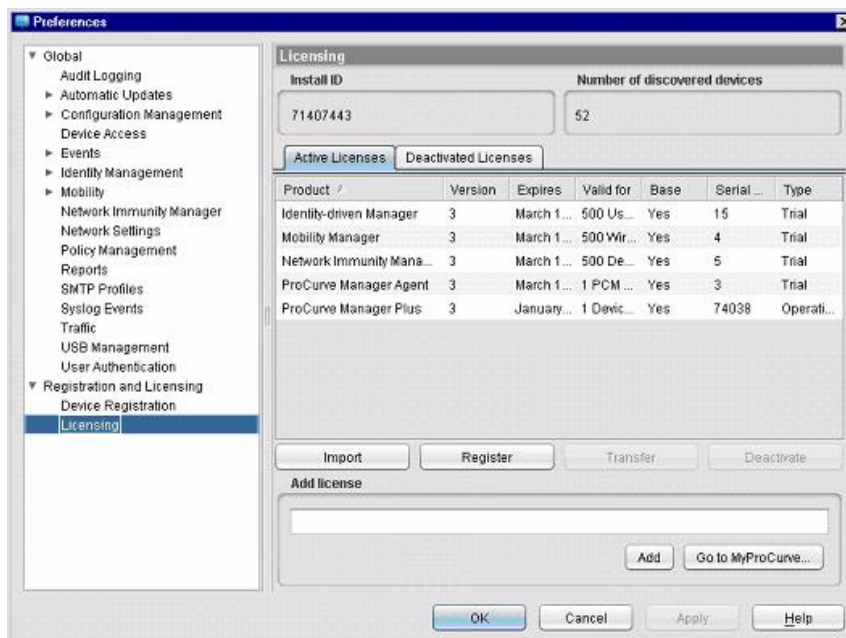 Preferences
Global
Audit Logging
Automatic Updates
Configuration Management
Device Access
Events
Identity Management
Mobility
Network Immunity Manager
Network Settings
Policy Management
Reports
SMTP Profiles
Syslog Events
Traffic
USB Management
User Authentication
Registration and Licensing
Device Registration
Licensing
Licensing
Install ID Number of discovered devices
71407443 52
Active Licenses Deactivated Licenses
Product Version Expires Valid for Base Serial ... Type
Identity-driven Manager 3 March 1... 500 Us... Yes 15 Trial
Mobility Manager 3 March 1... 500 Wir... Yes 4 Trial
Network Immunity Mana... 3 March 1... 500 De... Yes 5 Trial
ProCurve Manager Agent 3 March 1... 1 PCM ... Yes 3 Trial
ProCurve Manager Plus 3 January... 1 Devic... Yes 74038 Operati...
Import Register Transfer Deactivate
Add license
Add Go to MyProCurve...
OK Cancel Apply Help